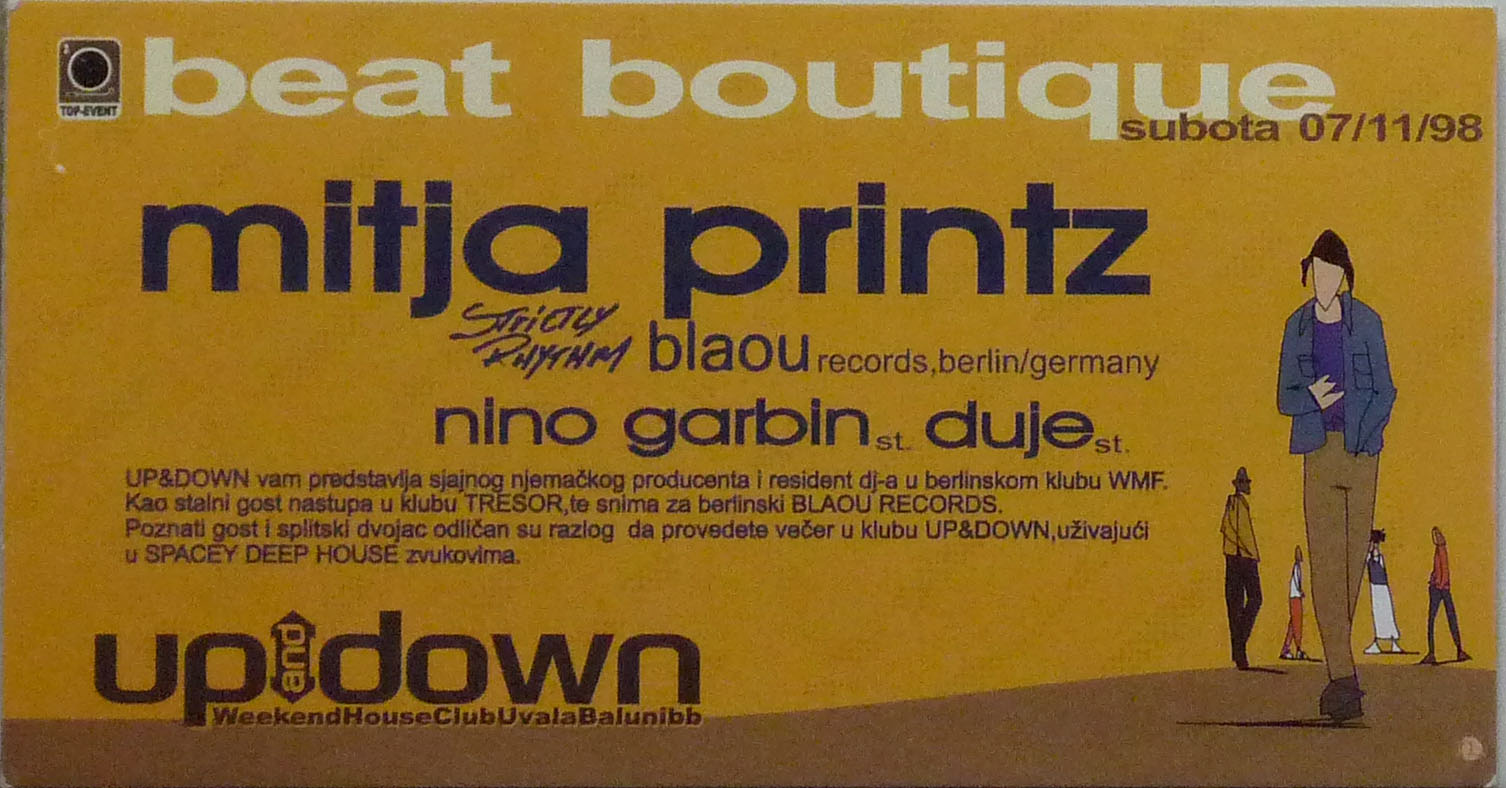 beat boutique
TOP-EVENT
subota 07/11/98
mitja printz
STRICTLY RHYTHM blaou records,berlin/germany
nino garbin st. duje st.
UP&DOWN vam predstavlja sjajnog njemačkog producenta i resident dj-a u berlinskom klubu WMF.
Kao stalni gost nastupa u klubu TRESOR,te snima za berlinski BLAOU RECORDS.
Poznati gost i splitski dvojac odličan su razlog da provedete večer u klubu UP&DOWN,uživajući
u SPACEY DEEP HOUSE zvukovima.
up and down
WeekendHouseClubUvalaBalunibb